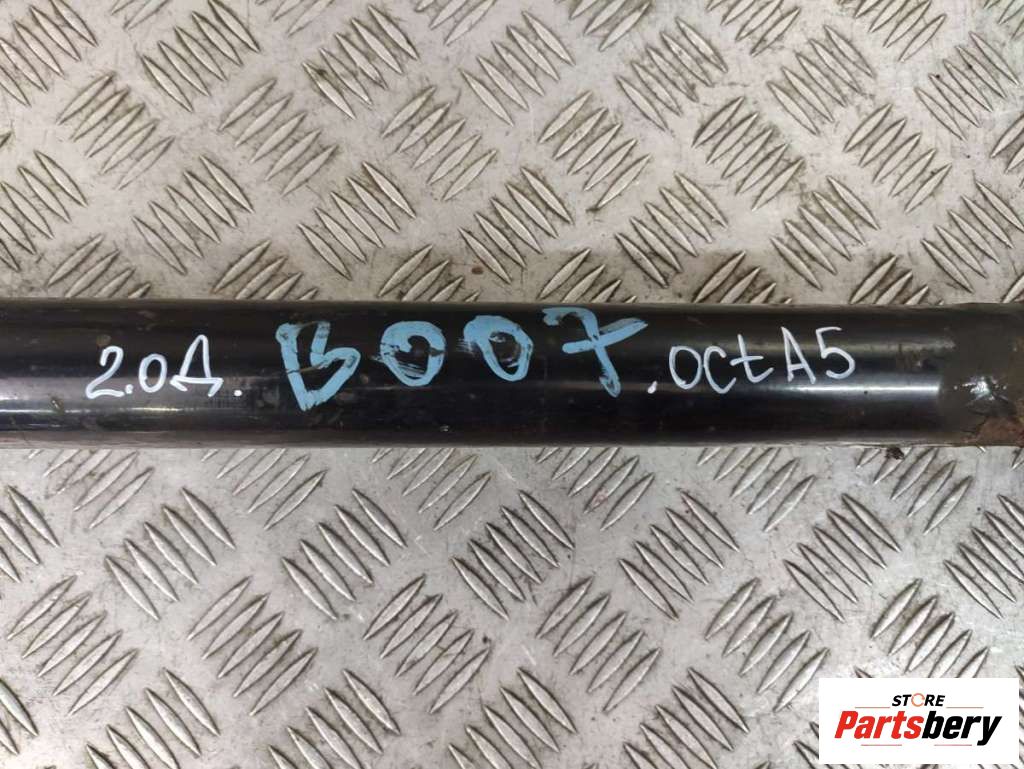 2.0Д. B007 .octA5
STORE
Partsbery